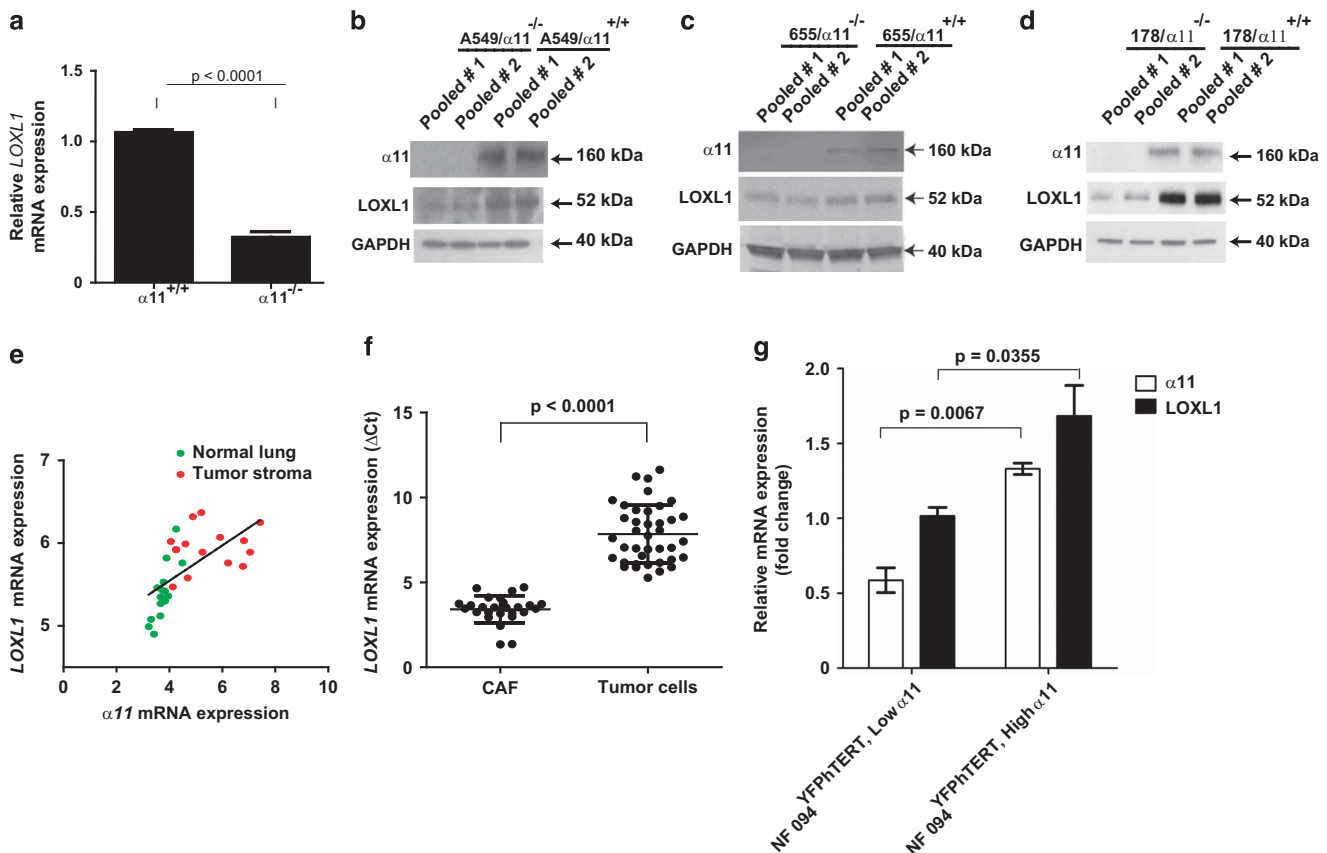 a
p < 0.0001
1.5
1.0
0.5
0
Relative LOXL1
mRNA expression
α11+/+
α11-/-
b
A549/α11-/-
A549/α11+/+
Pooled # 1
Pooled # 2
Pooled # 1
Pooled # 2
α11
160 kDa
LOXL1
52 kDa
GAPDH
40 kDa
c
655/α11-/-
655/α11+/+
Pooled # 1
Pooled # 2
Pooled # 1
Pooled # 2
α11
160 kDa
LOXL1
52 kDa
GAPDH
40 kDa
d
178/α11-/-
178/α11+/+
Pooled # 1
Pooled # 2
Pooled # 1
Pooled # 2
α11
160 kDa
LOXL1
52 kDa
GAPDH
40 kDa
e
Normal lung
Tumor stroma
7
6
5
LOXL1 mRNA expression
0 2 4 6 8 10
α11 mRNA expression
f
p < 0.0001
15
10
5
0
LOXL1 mRNA expression (ΔCt)
CAF
Tumor cells
g
p = 0.0355
p = 0.0067
α11
LOXL1
2.0
1.5
1.0
0.5
0
Relative mRNA expression
(fold change)
NF 094 YFPhTERT, Low α11
NF 094 YFPhTERT, High α11